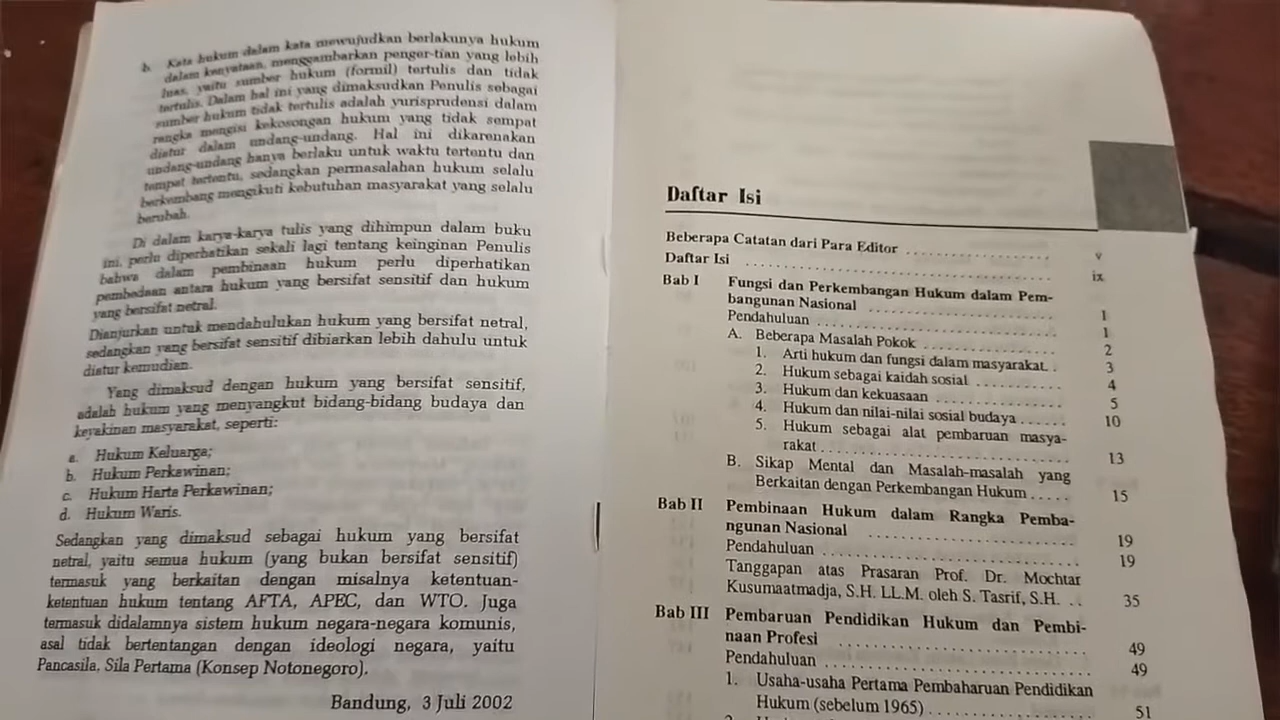 b. Kata hukum dalam kata mewujudkan berlakunya hukum
dalam kenyataan, menggambarkan penger-tian yang lebih
luas, yaitu sumber hukum (formil) tertulis dan tidak
tertulis. Dalam hal ini yang dimaksudkan Penulis sebagai
sumber hukum tidak tertulis adalah yurisprudensi dalam
rangka mengisi kekosongan hukum yang tidak sempat
diatur dalam undang-undang. Hal ini dikarenakan
undang-undang hanya berlaku untuk waktu tertentu dan
tempat tertentu, sedangkan permasalahan hukum selalu
berkembang mengikuti kebutuhan masyarakat yang selalu
berubah.
Di dalam karya-karya tulis yang dihimpun dalam buku
ini, perlu diperhatikan sekali lagi tentang keinginan Penulis
bahwa dalam pembinaan hukum perlu diperhatikan
pembedaan antara hukum yang bersifat sensitif dan hukum
yang bersifat netral.
Dianjurkan untuk mendahulukan hukum yang bersifat netral,
sedangkan yang bersifat sensitif dibiarkan lebih dahulu untuk
diatur kemudian.
Yang dimaksud dengan hukum yang bersifat sensitif,
adalah hukum yang menyangkut bidang-bidang budaya dan
keyakinan masyarakat, seperti:
a. Hukum Keluarga;
b. Hukum Perkawinan;
c. Hukum Harta Perkawinan;
d. Hukum Waris.
Sedangkan yang dimaksud sebagai hukum yang bersifat
netral, yaitu semua hukum (yang bukan bersifat sensitif)
termasuk yang berkaitan dengan misalnya ketentuan-
ketentuan hukum tentang AFTA, APEC, dan WTO. Juga
termasuk didalamnya sistem hukum negara-negara komunis,
asal tidak bertentangan dengan ideologi negara, yaitu
Pancasila, Sila Pertama (Konsep Notonegoro).
Bandung, 3 Juli 2002
Daftar Isi
Beberapa Catatan dari Para Editor .................... v
Daftar Isi .................... ix
Bab I Fungsi dan Perkembangan Hukum dalam Pem-
bangunan Nasional .................... 1
Pendahuluan .................... 1
A. Beberapa Masalah Pokok .................... 2
1. Arti hukum dan fungsi dalam masyarakat. . 3
2. Hukum sebagai kaidah sosial ............ 4
3. Hukum dan kekuasaan .................. 5
4. Hukum dan nilai-nilai sosial budaya ...... 10
5. Hukum sebagai alat pembaruan masya-
rakat .................... 13
B. Sikap Mental dan Masalah-masalah yang
Berkaitan dengan Perkembangan Hukum ..... 15
Bab II Pembinaan Hukum dalam Rangka Pemba-
ngunan Nasional .................... 19
Pendahuluan .................... 19
Tanggapan atas Prasaran Prof. Dr. Mochtar
Kusumaatmadja, S.H. LL.M. oleh S. Tasrif, S.H. .. 35
Bab III Pembaruan Pendidikan Hukum dan Pembi-
naan Profesi .................... 49
Pendahuluan .................... 49
1. Usaha-usaha Pertama Pembaharuan Pendidikan
Hukum (sebelum 1965) .................... 51